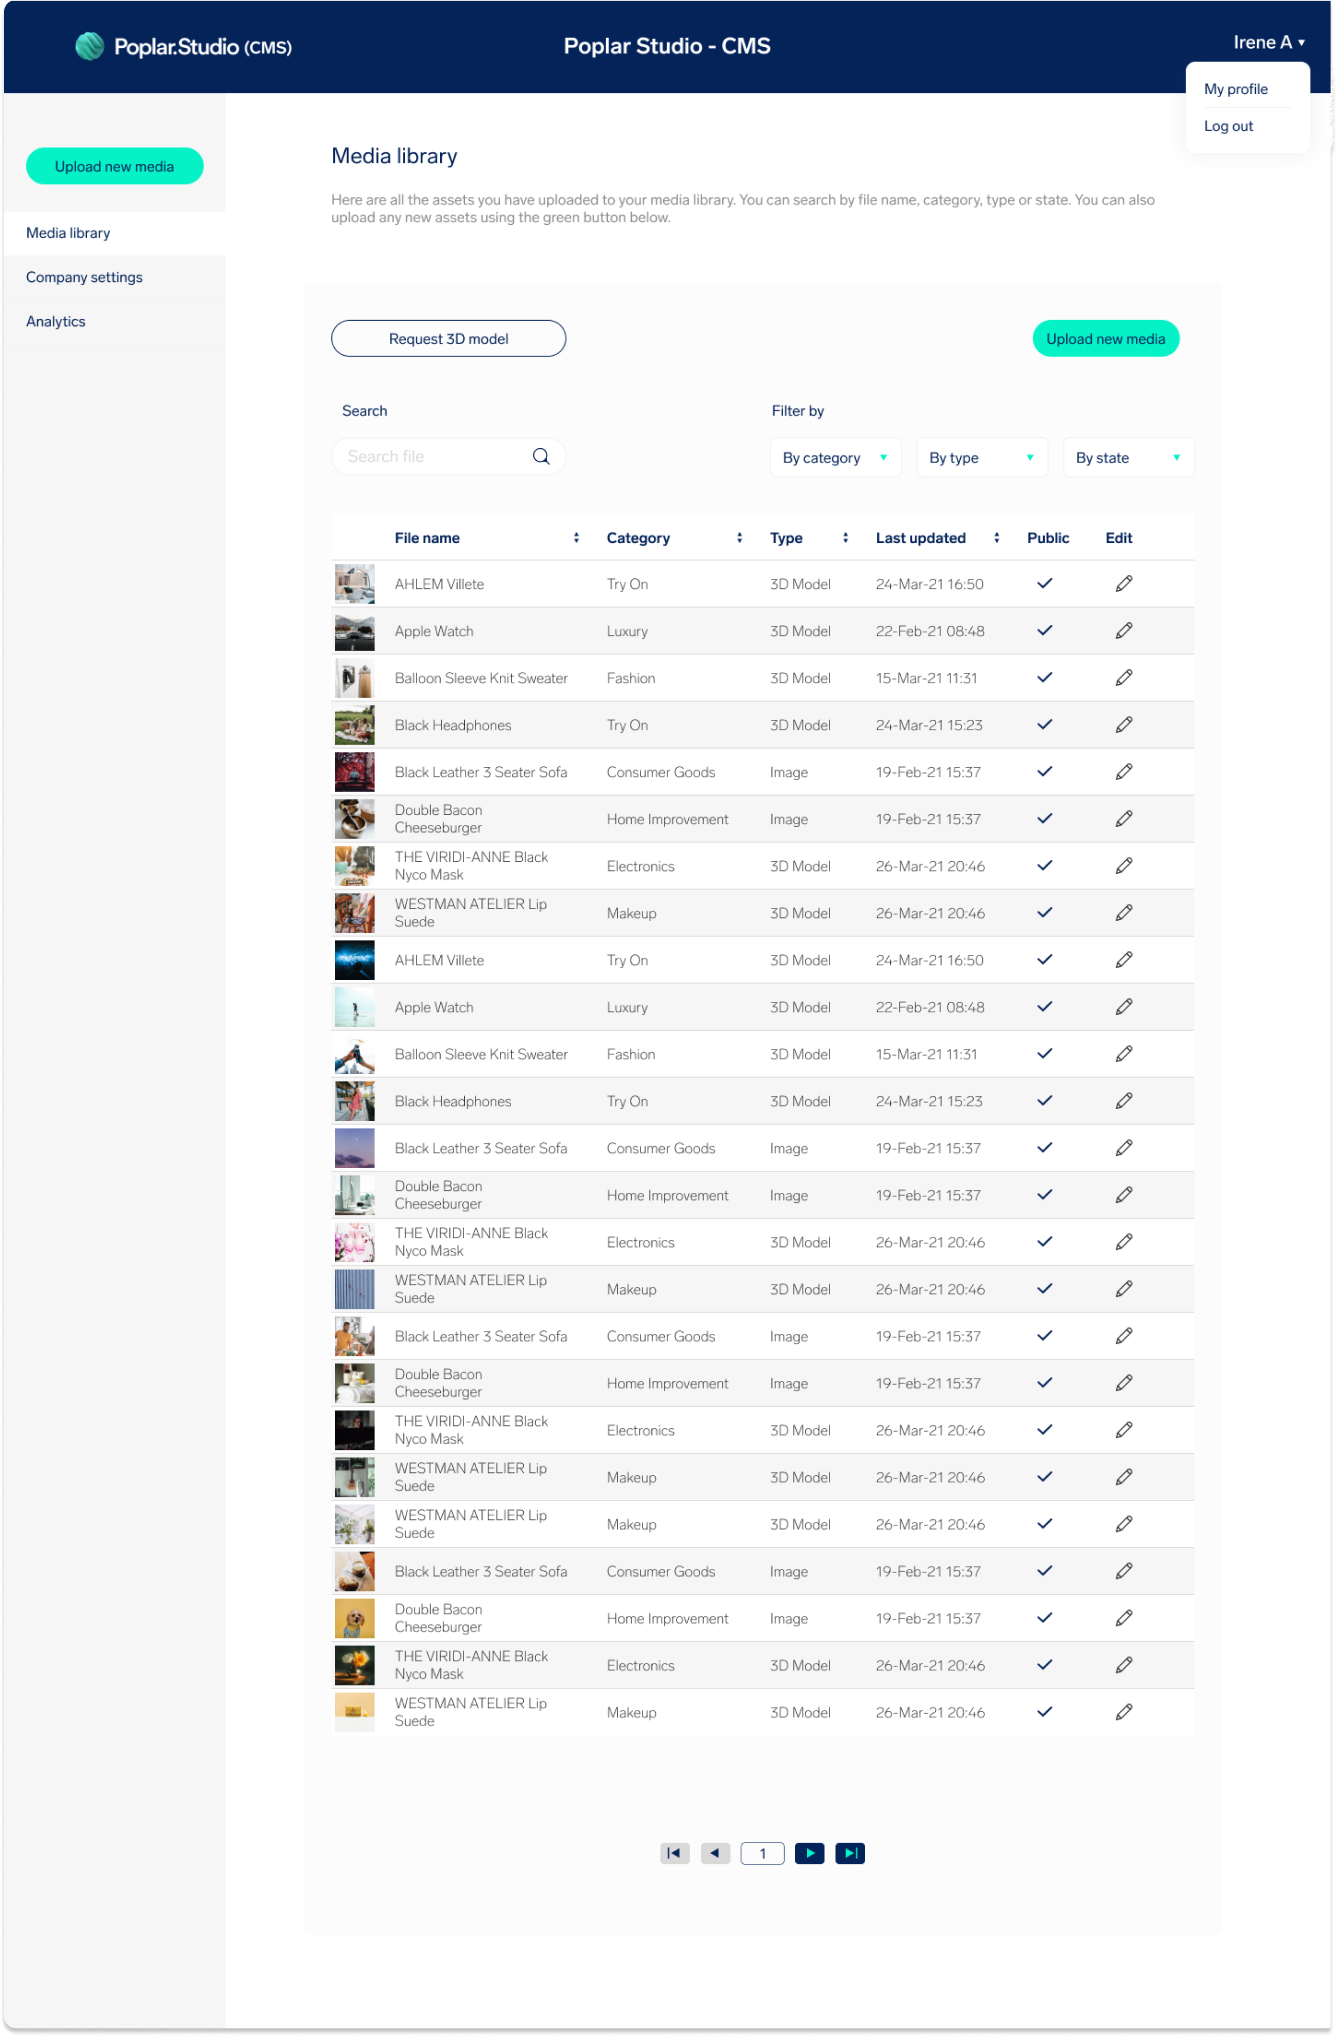 Poplar.Studio (CMS)
Poplar Studio - CMS
Irene A
My profile
Log out
Upload new media
Media library
Company settings
Analytics
Media library
Here are all the assets you have uploaded to your media library. You can search by file name, category, type or state. You can also
upload any new assets using the green button below.
Request 3D model
Upload new media
Search
Filter by
Search file
By category
By type
By state
File name Category Type Last updated Public Edit
AHLEM Villete Try On 3D Model 24-Mar-21 16:50
Apple Watch Luxury 3D Model 22-Feb-21 08:48
Balloon Sleeve Knit Sweater Fashion 3D Model 15-Mar-21 11:31
Black Headphones Try On 3D Model 24-Mar-21 15:23
Black Leather 3 Seater Sofa Consumer Goods Image 19-Feb-21 15:37
Double Bacon
Cheeseburger Home Improvement Image 19-Feb-21 15:37
THE VIRIDI-ANNE Black
Nyco Mask Electronics 3D Model 26-Mar-21 20:46
WESTMAN ATELIER Lip
Suede Makeup 3D Model 26-Mar-21 20:46
AHLEM Villete Try On 3D Model 24-Mar-21 16:50
Apple Watch Luxury 3D Model 22-Feb-21 08:48
Balloon Sleeve Knit Sweater Fashion 3D Model 15-Mar-21 11:31
Black Headphones Try On 3D Model 24-Mar-21 15:23
Black Leather 3 Seater Sofa Consumer Goods Image 19-Feb-21 15:37
Double Bacon
Cheeseburger Home Improvement Image 19-Feb-21 15:37
THE VIRIDI-ANNE Black
Nyco Mask Electronics 3D Model 26-Mar-21 20:46
WESTMAN ATELIER Lip
Suede Makeup 3D Model 26-Mar-21 20:46
Black Leather 3 Seater Sofa Consumer Goods Image 19-Feb-21 15:37
Double Bacon
Cheeseburger Home Improvement Image 19-Feb-21 15:37
THE VIRIDI-ANNE Black
Nyco Mask Electronics 3D Model 26-Mar-21 20:46
WESTMAN ATELIER Lip
Suede Makeup 3D Model 26-Mar-21 20:46
WESTMAN ATELIER Lip
Suede Makeup 3D Model 26-Mar-21 20:46
Black Leather 3 Seater Sofa Consumer Goods Image 19-Feb-21 15:37
Double Bacon
Cheeseburger Home Improvement Image 19-Feb-21 15:37
THE VIRIDI-ANNE Black
Nyco Mask Electronics 3D Model 26-Mar-21 20:46
WESTMAN ATELIER Lip
Suede Makeup 3D Model 26-Mar-21 20:46
1